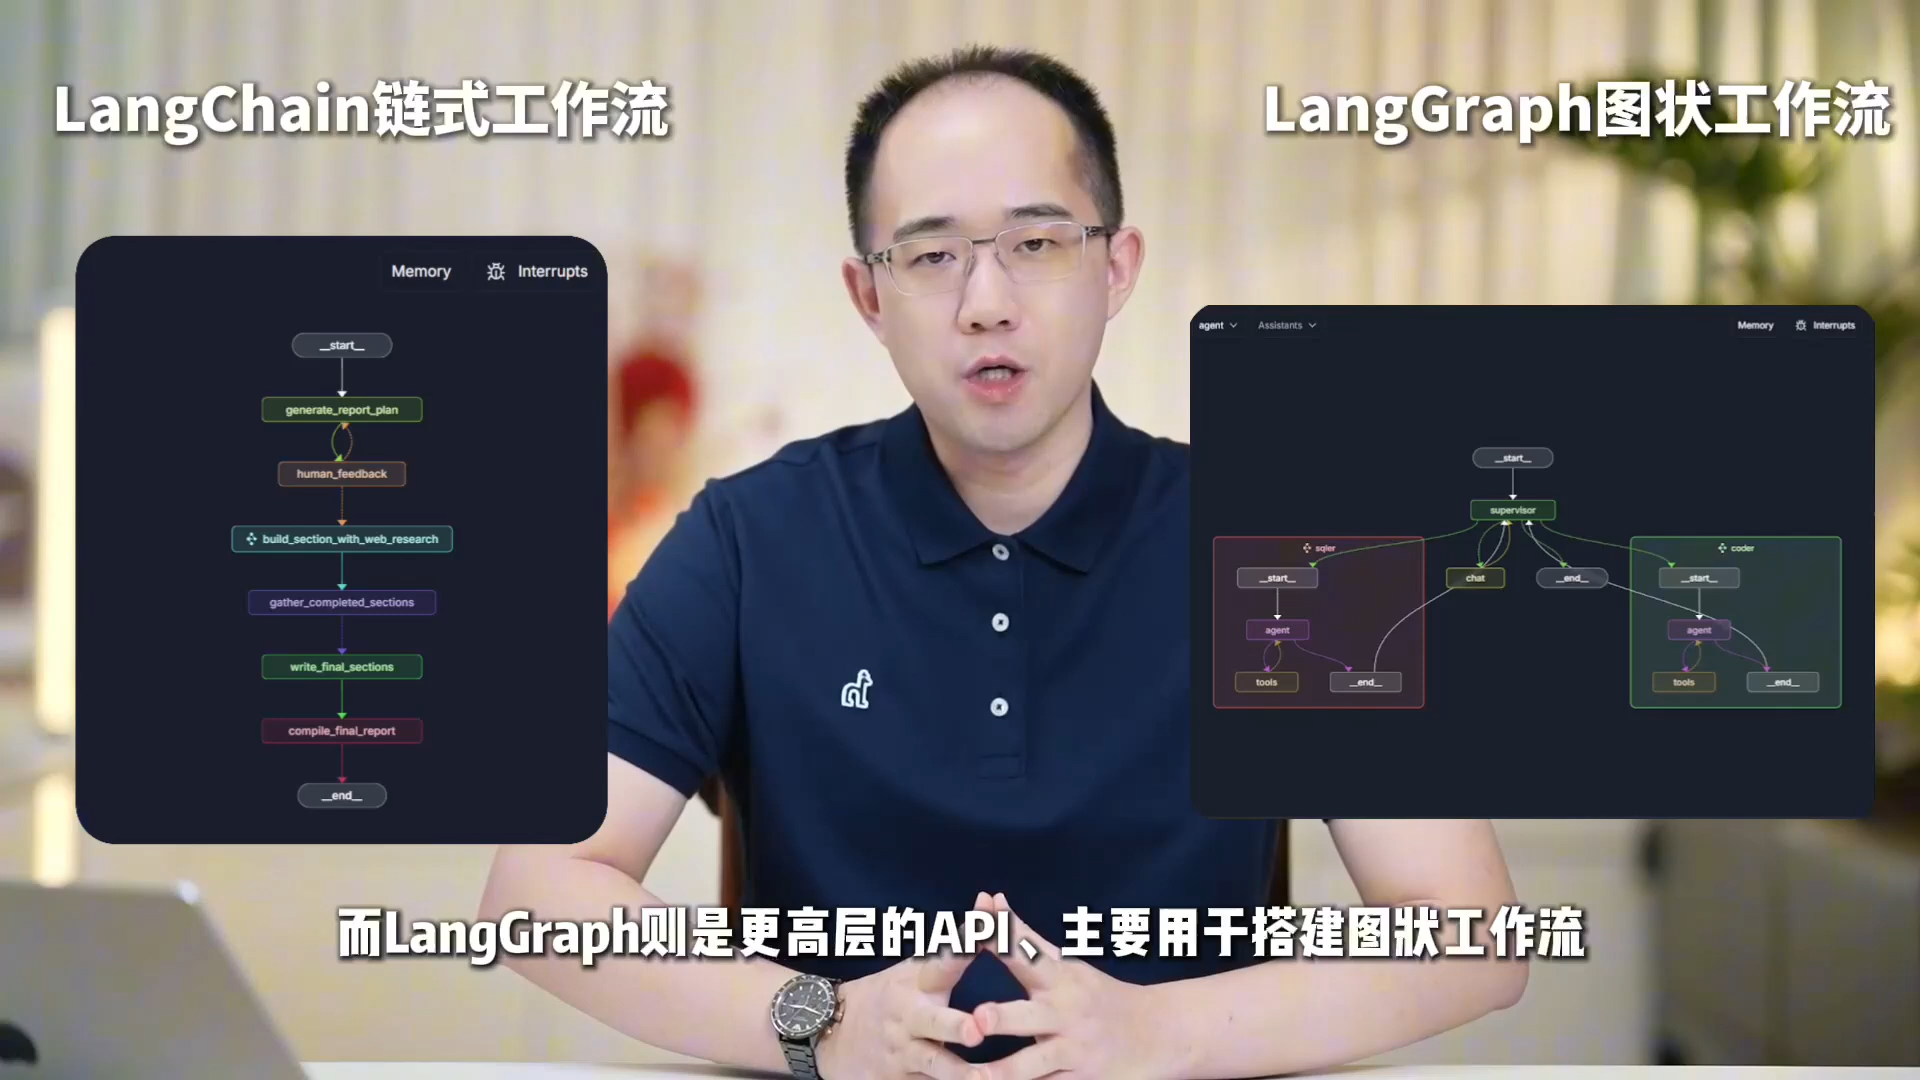 LangChain链式工作流
LangGraph图状工作流
Memory
Interrupts
__start__
generate_report_plan
human_feedback
build_section_with_web_research
gather_completed_sections
write_final_sections
compile_final_report
__end__
agent
Assistants
Memory
Interrupts
__start__
supervisor
sqler
coder
__start__
chat
__end__
__start__
agent
agent
tools
__end__
tools
__end__
而LangGraph则是更高层的API、主要用于搭建图狀工作流